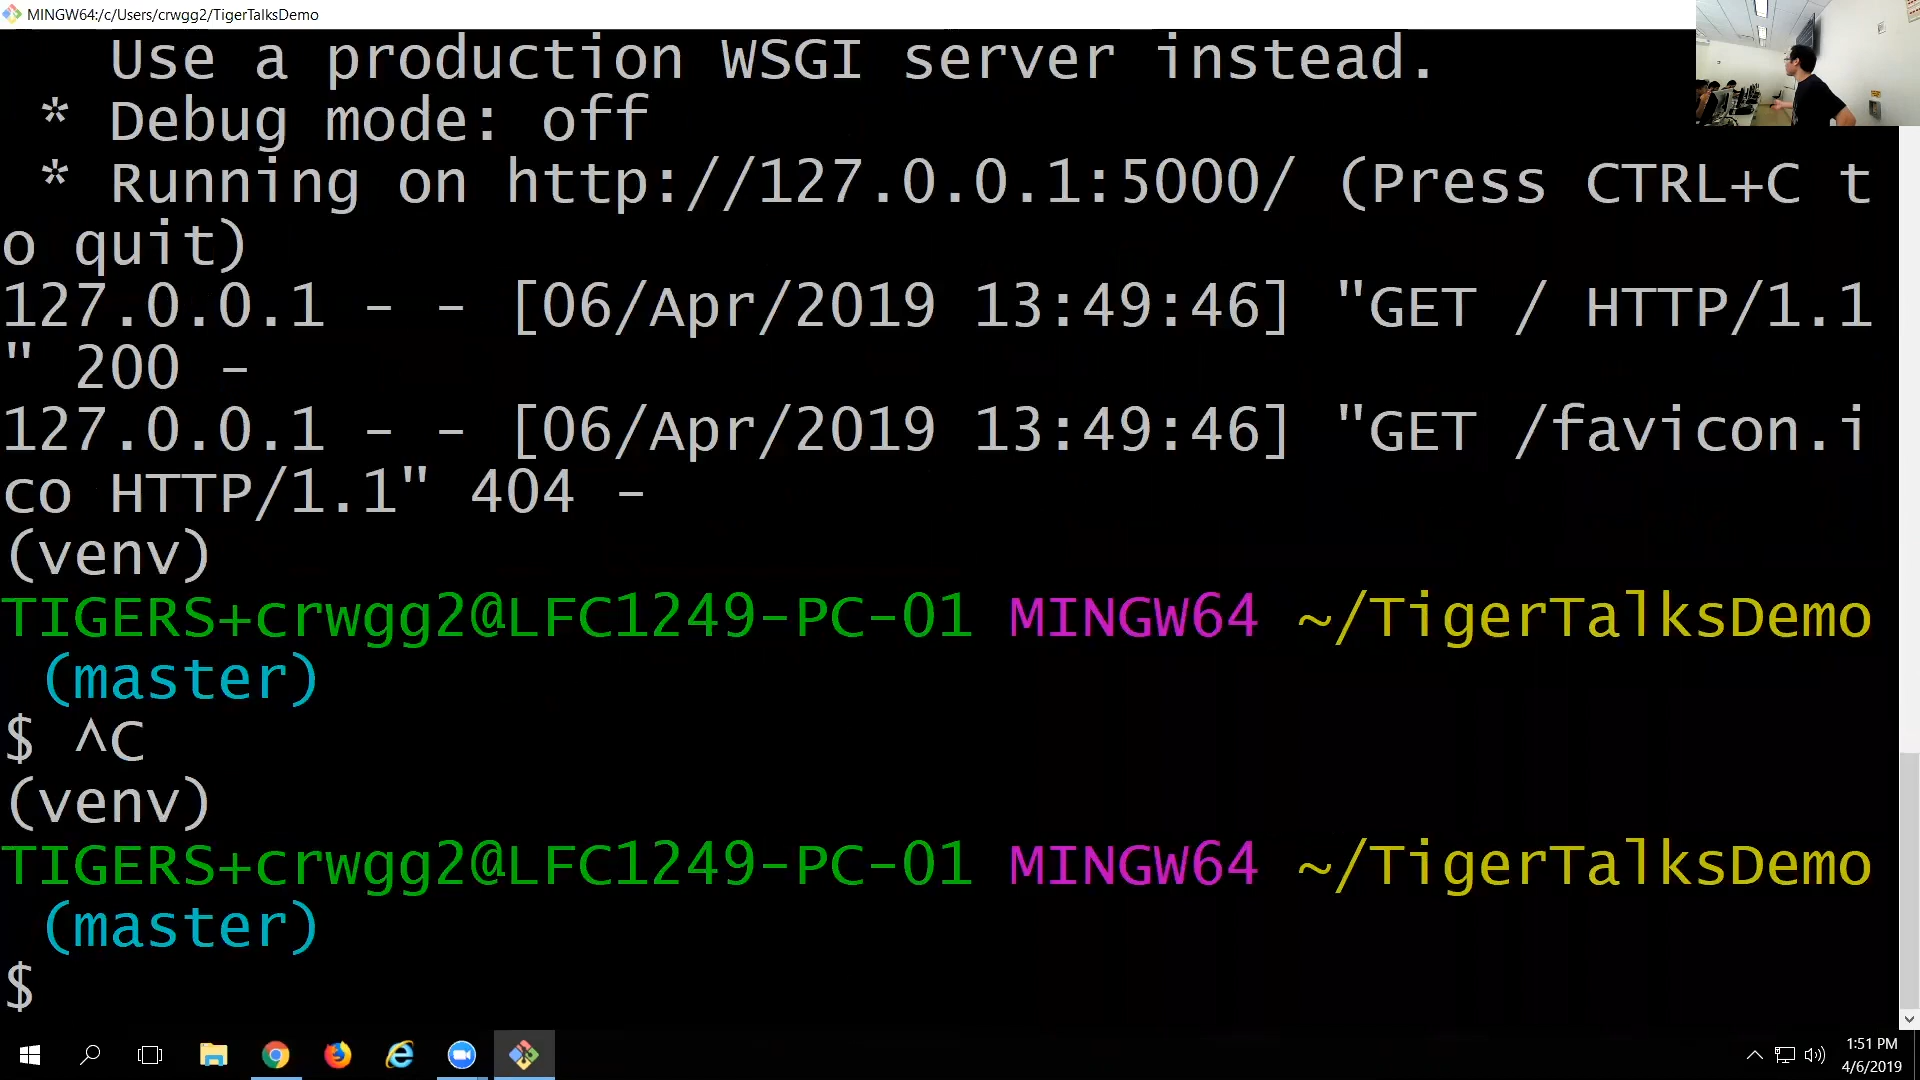 MINGW64:/c/Users/crwgg2/TigerTalksDemo
Use a production WSGI server instead.
* Debug mode: off
* Running on http://127.0.0.1:5000/ (Press CTRL+C t
o quit)
127.0.0.1 - - [06/Apr/2019 13:49:46] "GET / HTTP/1.1
" 200 -
127.0.0.1 - - [06/Apr/2019 13:49:46] "GET /favicon.i
co HTTP/1.1" 404 -
(venv)
TIGERS+crwgg2@LFC1249-PC-01 MINGW64 ~/TigerTalksDemo
(master)
$ ^C
(venv)
TIGERS+crwgg2@LFC1249-PC-01 MINGW64 ~/TigerTalksDemo
(master)
$
1:51 PM
4/6/2019